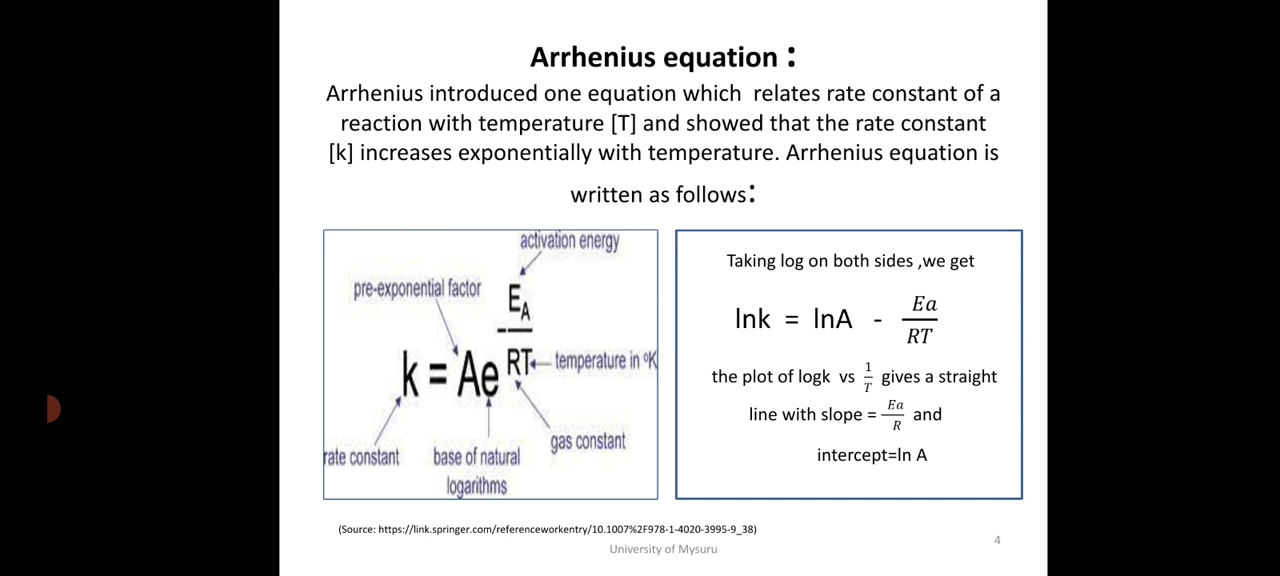 Arrhenius equation :
Arrhenius introduced one equation which relates rate constant of a
reaction with temperature [T] and showed that the rate constant
[k] increases exponentially with temperature. Arrhenius equation is
written as follows:
activation energy
pre-exponential factor
k = Ae^-E_A/RT
temperature in °K
gas constant
rate constant
base of natural
logarithms
Taking log on both sides ,we get
lnk = lnA - Ea/RT
the plot of logk vs 1/T gives a straight
line with slope = Ea/R and
intercept=ln A
(Source: https://link.springer.com/referenceworkentry/10.1007%2F978-1-4020-3995-9_38)
University of Mysuru
4